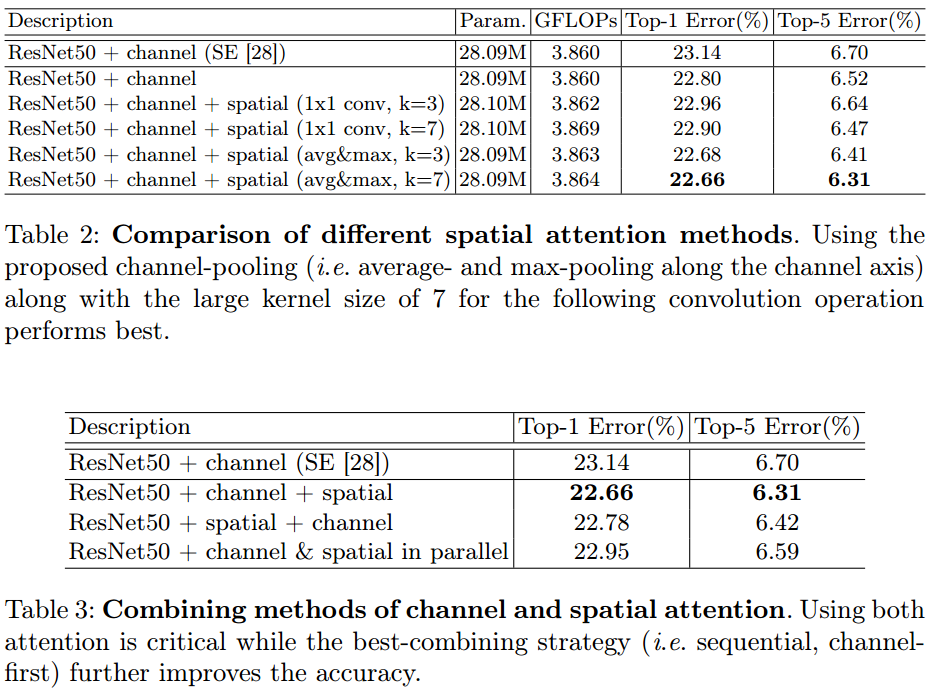 Description Param. GFLOPs Top-1 Error(%) Top-5 Error(%)
ResNet50 + channel (SE [28]) 28.09M 3.860 23.14 6.70
ResNet50 + channel 28.09M 3.860 22.80 6.52
ResNet50 + channel + spatial (1x1 conv, k=3) 28.10M 3.862 22.96 6.64
ResNet50 + channel + spatial (1x1 conv, k=7) 28.10M 3.869 22.90 6.47
ResNet50 + channel + spatial (avg&max, k=3) 28.09M 3.863 22.68 6.41
ResNet50 + channel + spatial (avg&max, k=7) 28.09M 3.864 22.66 6.31
Table 2: Comparison of different spatial attention methods. Using the
proposed channel-pooling (i.e. average- and max-pooling along the channel axis)
along with the large kernel size of 7 for the following convolution operation
performs best.
Description Top-1 Error(%) Top-5 Error(%)
ResNet50 + channel (SE [28]) 23.14 6.70
ResNet50 + channel + spatial 22.66 6.31
ResNet50 + spatial + channel 22.78 6.42
ResNet50 + channel & spatial in parallel 22.95 6.59
Table 3: Combining methods of channel and spatial attention. Using both
attention is critical while the best-combining strategy (i.e. sequential, channel-
first) further improves the accuracy.